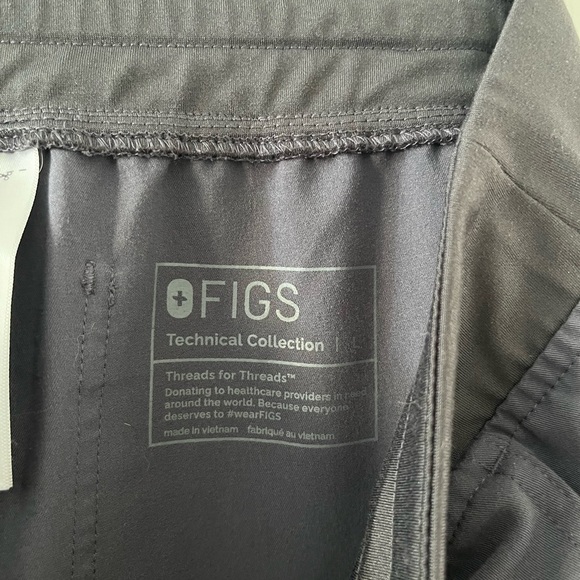 FIGS
Technical Collection | L
Threads for Threads™
Donating to healthcare providers in need
around the world. Because everyone
deserves to #wearFIGS
made in vietnam fabriqué au vietnam